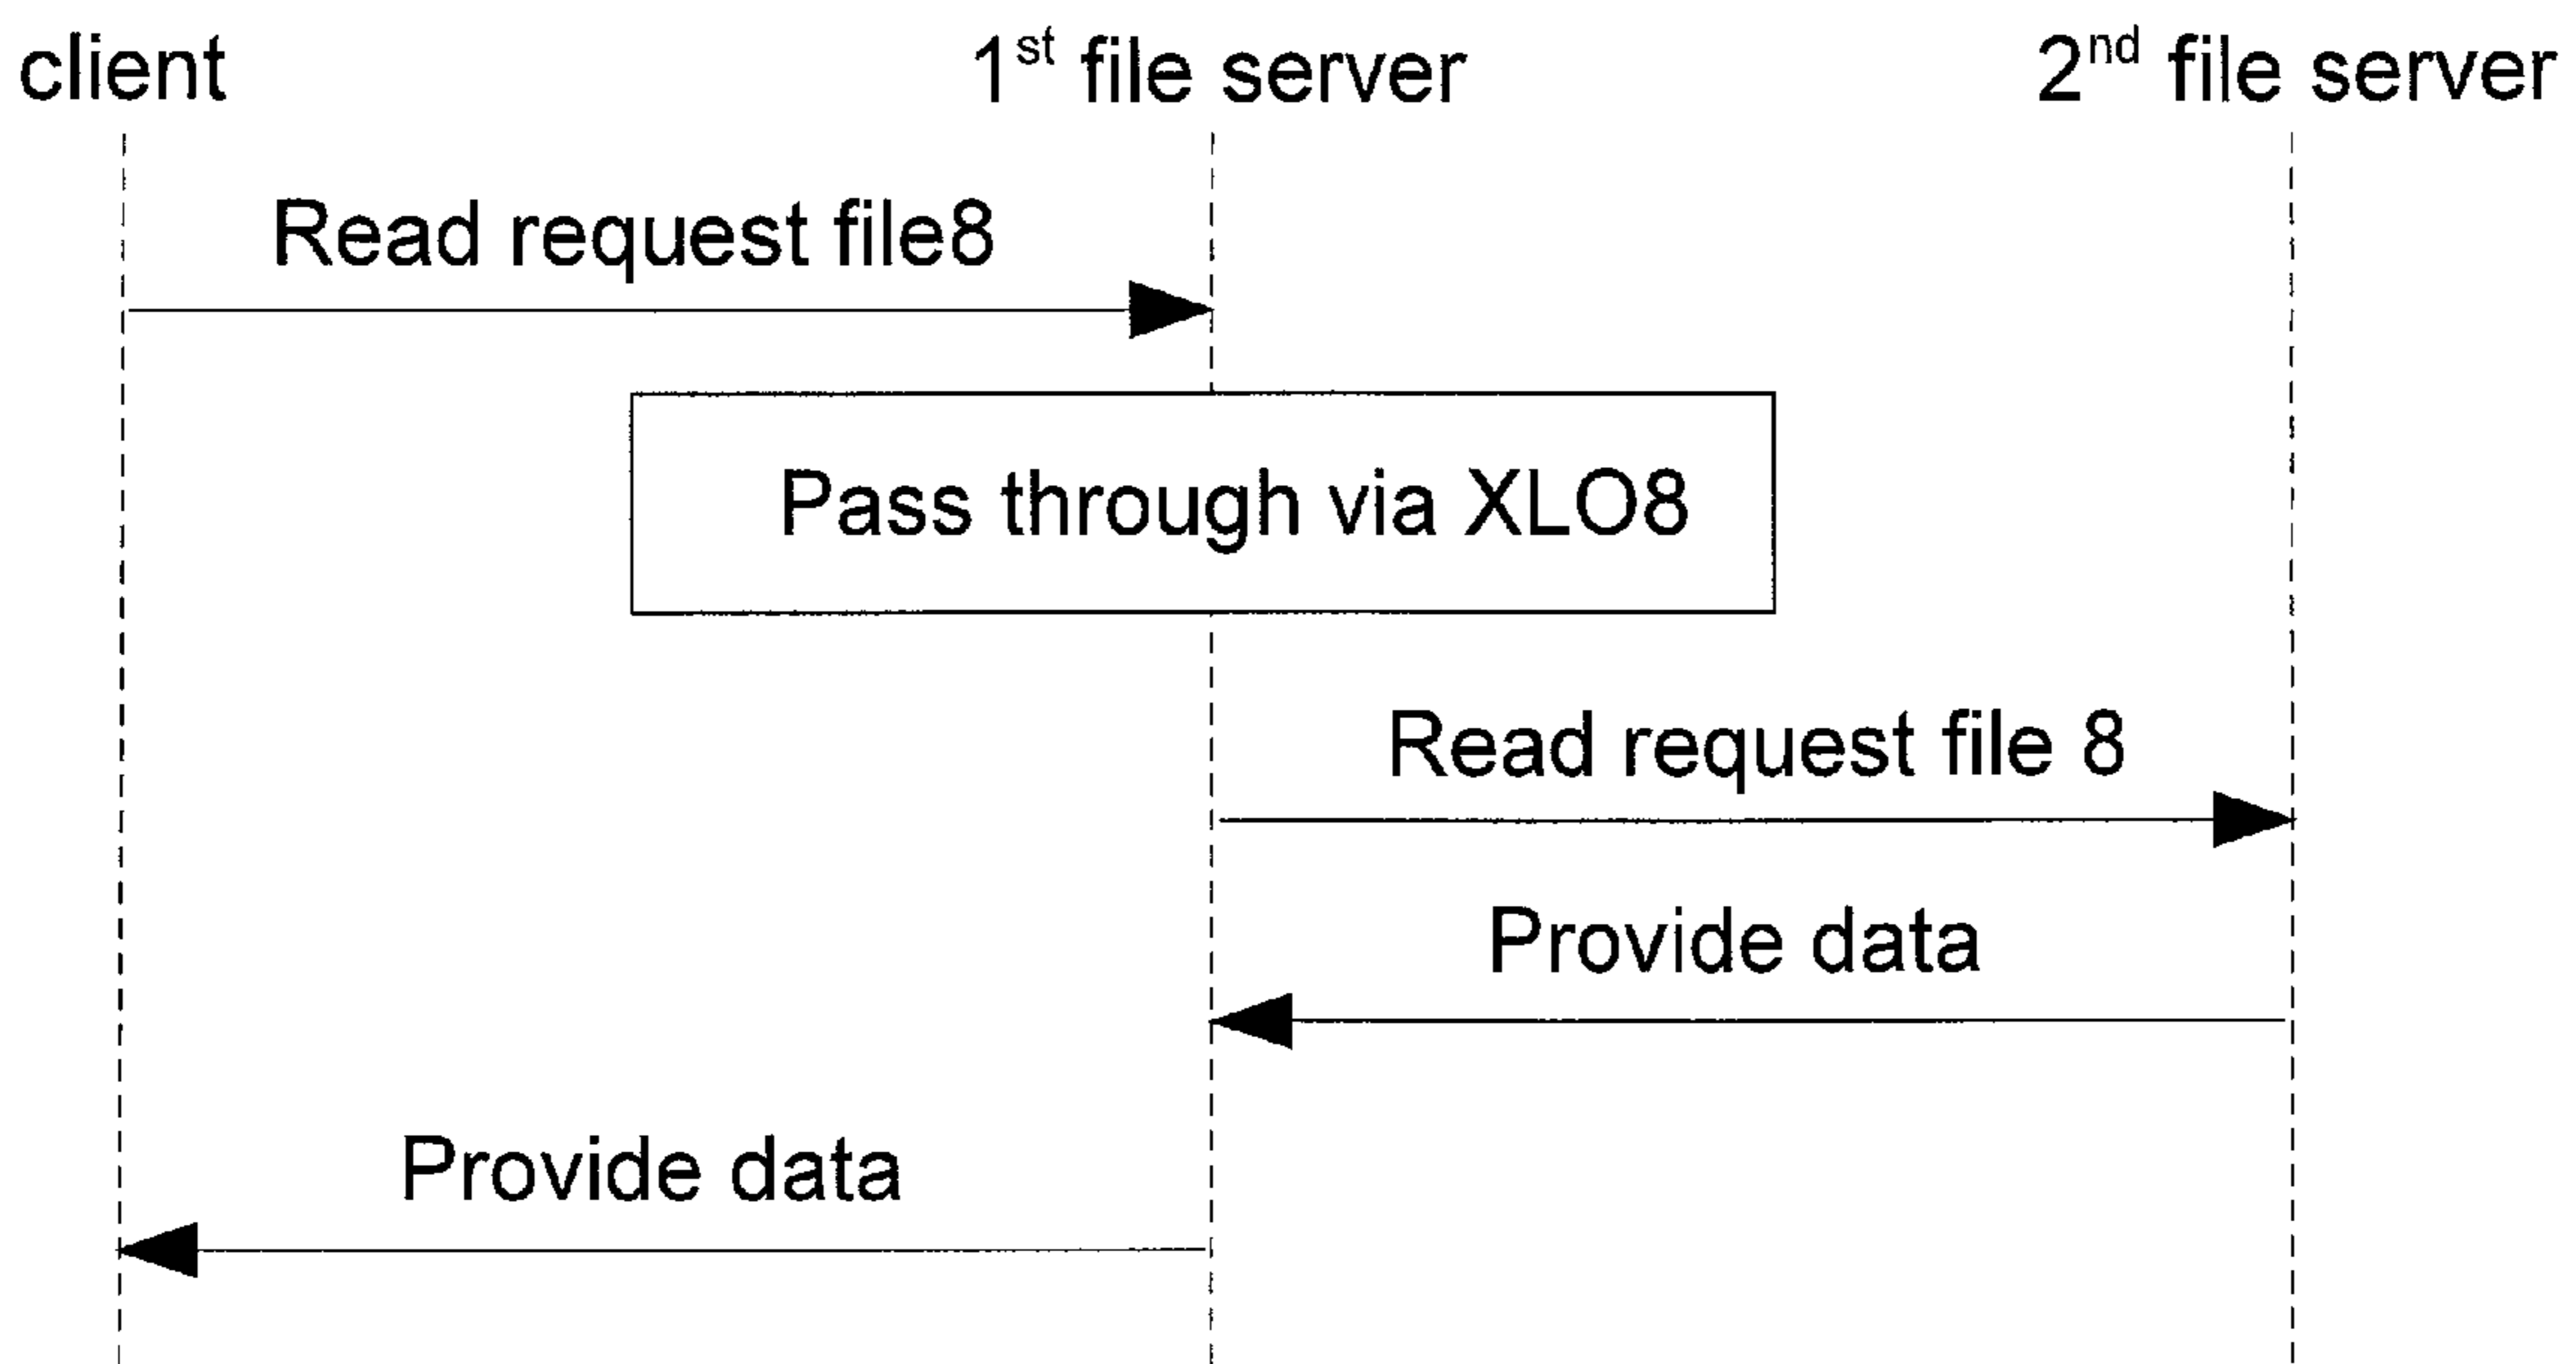 client
1st file server
2nd file server
Read request file8
Pass through via XLO8
Read request file 8
Provide data
Provide data